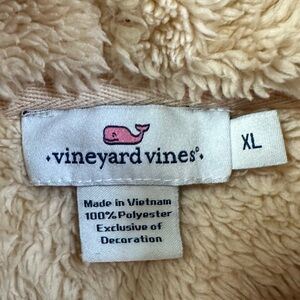 vineyard vines®
XL
Made in Vietnam
100% Polyester
Exclusive of
Decoration